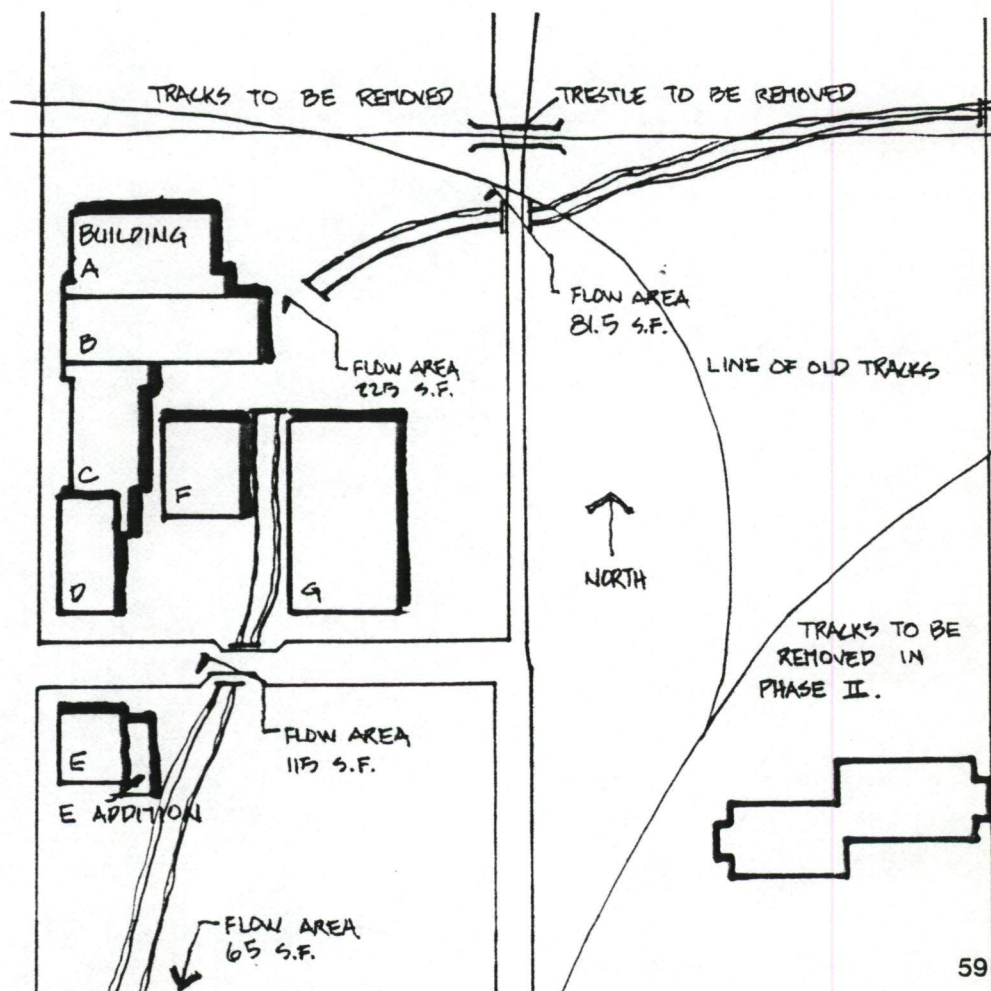 TRACKS TO BE REMOVED
TRESTLE TO BE REMOVED
BUILDING
A
B
FLOW AREA
81.5 S.F.
FLOW AREA
225 S.F.
LINE OF OLD TRACKS
C
F
D
G
NORTH
TRACKS TO BE
REMOVED IN
PHASE II.
E
FLOW AREA
115 S.F.
E ADDITION
FLOW AREA
65 S.F.
59